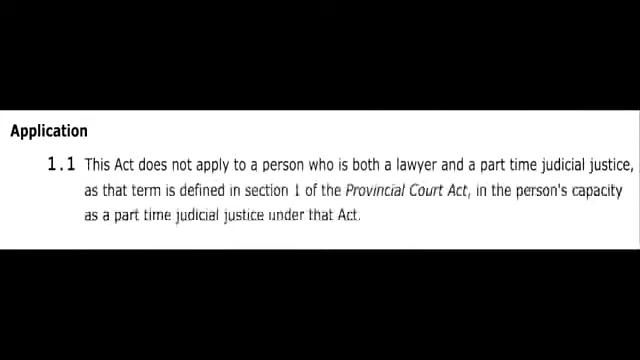 Application
1.1 This Act does not apply to a person who is both a lawyer and a part time judicial justice,
as that term is defined in section 1 of the Provincial Court Act, in the person's capacity
as a part time judicial justice under that Act.